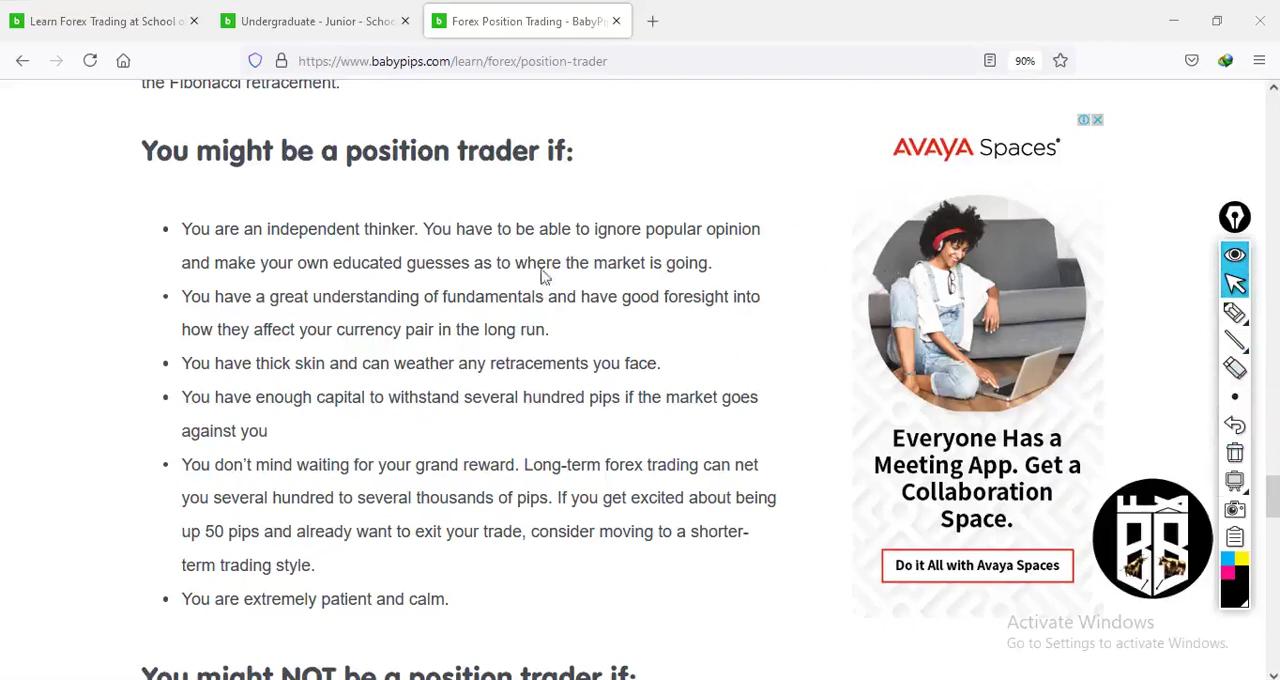 Learn Forex Trading at School o
Undergraduate - Junior - Schoo
Forex Position Trading - BabyPi
https://www.babypips.com/learn/forex/position-trader
90%
the Fibonacci retracement.
You might be a position trader if:
You are an independent thinker. You have to be able to ignore popular opinion
and make your own educated guesses as to where the market is going.
You have a great understanding of fundamentals and have good foresight into
how they affect your currency pair in the long run.
You have thick skin and can weather any retracements you face.
You have enough capital to withstand several hundred pips if the market goes
against you
You don’t mind waiting for your grand reward. Long-term forex trading can net
you several hundred to several thousands of pips. If you get excited about being
up 50 pips and already want to exit your trade, consider moving to a shorter-
term trading style.
You are extremely patient and calm.
You might NOT be a position trader if:
AVAYA Spaces
Everyone Has a
Meeting App. Get a
Collaboration
Space.
Do it All with Avaya Spaces
BB
Activate Windows
Go to Settings to activate Windows.